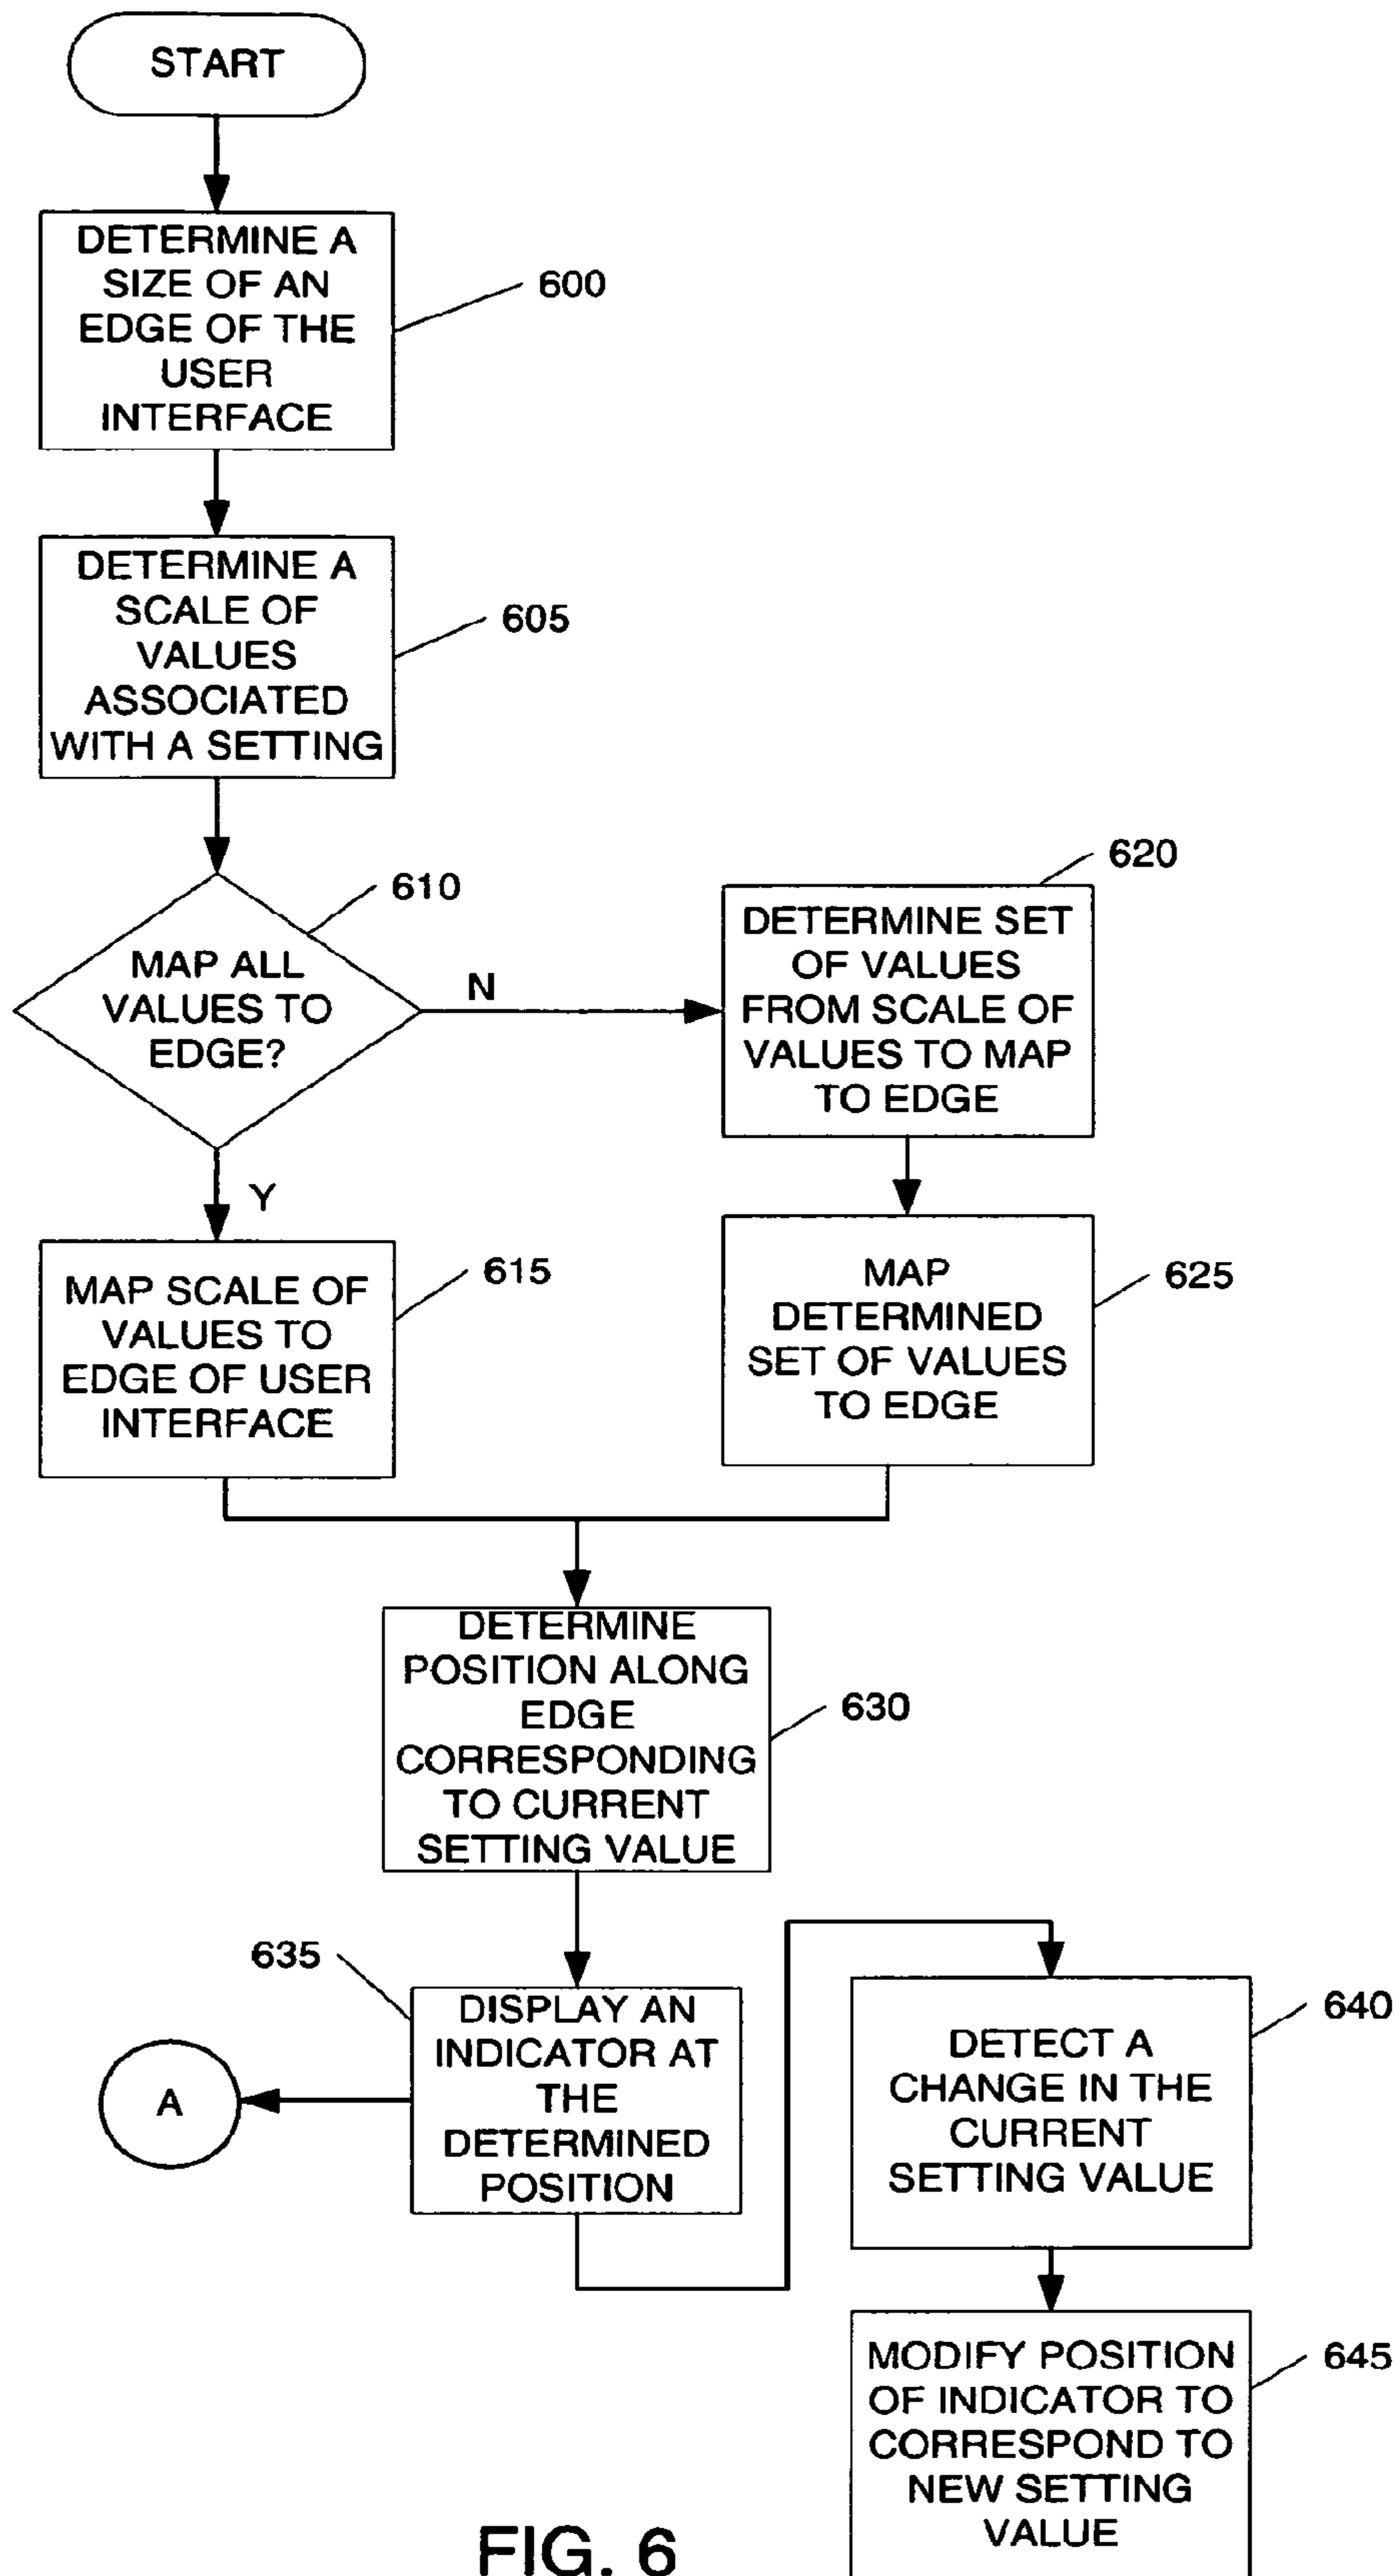 START
DETERMINE A
SIZE OF AN
EDGE OF THE
USER
INTERFACE
600
DETERMINE A
SCALE OF
VALUES
ASSOCIATED
WITH A SETTING
605
MAP ALL
VALUES TO
EDGE?
610
N
Y
DETERMINE SET
OF VALUES
FROM SCALE OF
VALUES TO MAP
TO EDGE
620
MAP SCALE OF
VALUES TO
EDGE OF USER
INTERFACE
615
MAP
DETERMINED
SET OF VALUES
TO EDGE
625
DETERMINE
POSITION ALONG
EDGE
CORRESPONDING
TO CURRENT
SETTING VALUE
630
635
DISPLAY AN
INDICATOR AT
THE
DETERMINED
POSITION
A
DETECT A
CHANGE IN THE
CURRENT
SETTING VALUE
640
MODIFY POSITION
OF INDICATOR TO
CORRESPOND TO
NEW SETTING
VALUE
645
FIG. 6